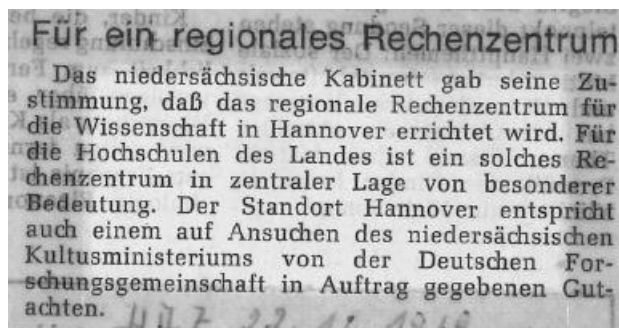 Für ein regionales Rechenzentrum
Das niedersächsische Kabinett gab seine Zu-
stimmung, daß das regionale Rechenzentrum für
die Wissenschaft in Hannover errichtet wird. Für
die Hochschulen des Landes ist ein solches Re-
chenzentrum in zentraler Lage von besonderer
Bedeutung. Der Standort Hannover entspricht
auch einem auf Ansuchen des niedersächsischen
Kultusministeriums von der Deutschen For-
schungsgemeinschaft in Auftrag gegebenen Gut-
achten.